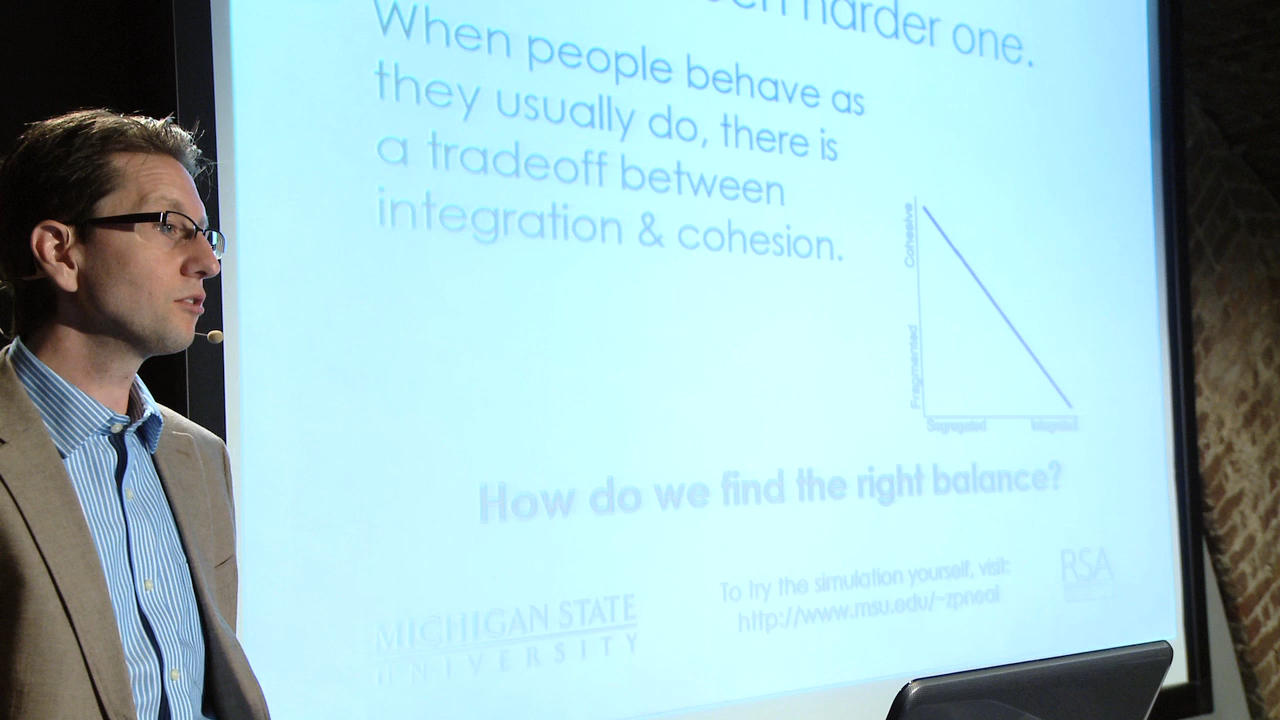 harder one.
When people behave as
they usually do, there is
a tradeoff between
integration & cohesion.
Cohesive
Fragmented
Segregated
Integrated
How do we find the right balance?
To try the simulation yourself, visit:
http://www.msu.edu/~zpneal
MICHIGAN STATE
UNIVERSITY
RSA